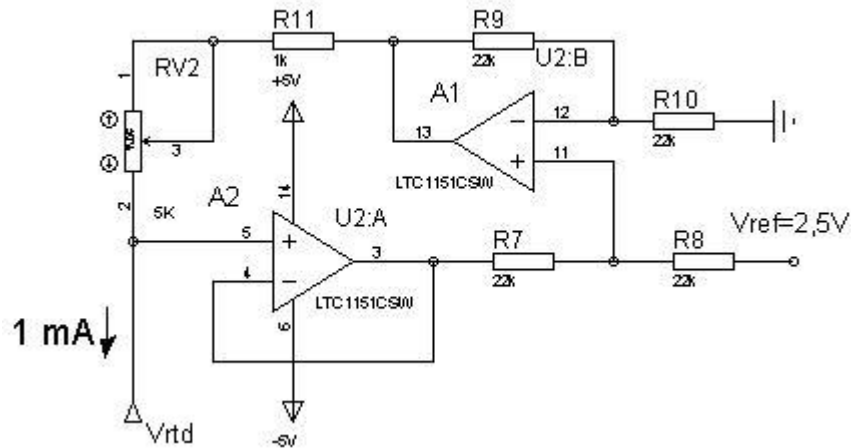 R11
R9
1
RV2
1k
22k
U2:B
+5V
A1
R10
12
13
3
11
22k
14
LTC1151CSW
2
5K
A2
U2:A
R7
R8
Vref=2,5V
5
3
4
22k
22k
LTC1151CSW
1 mA
6
Vrtd
-5V